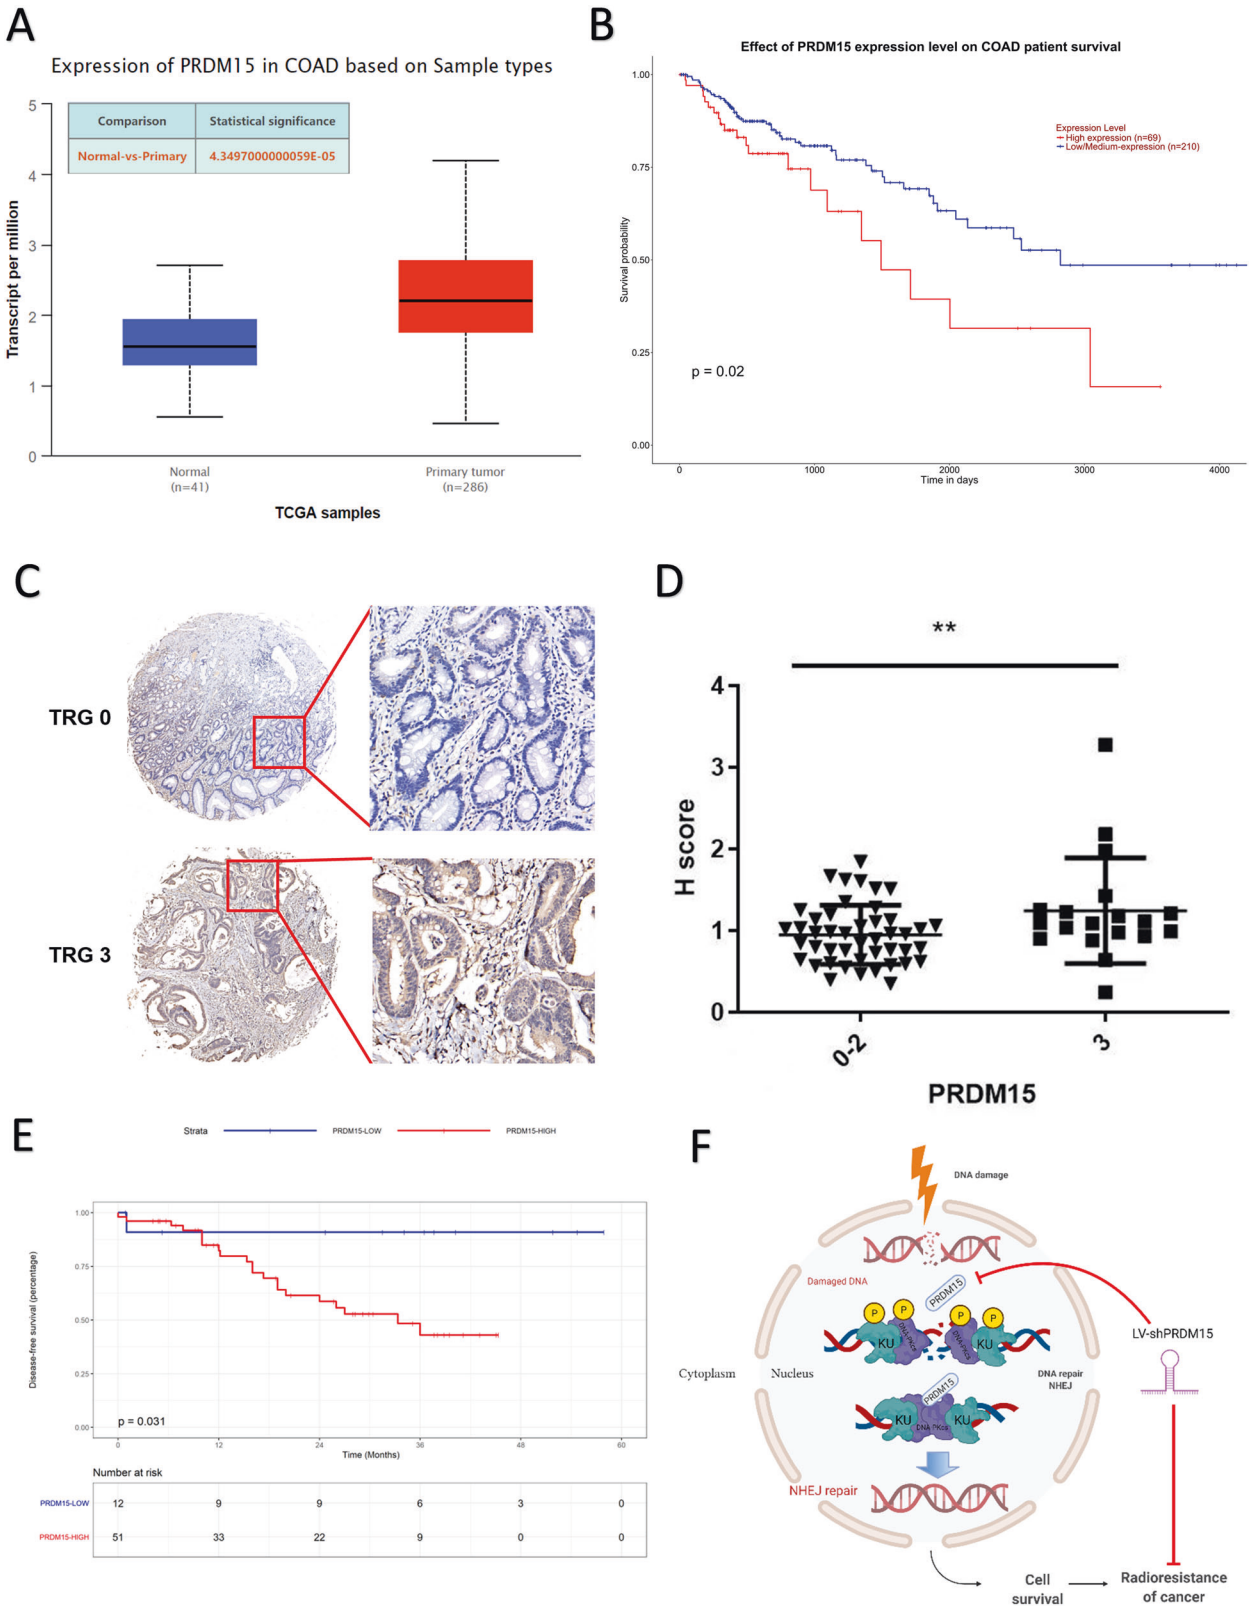 A
Expression of PRDM15 in COAD based on Sample types
Comparison Statistical significance
Normal-vs-Primary 4.3497000000059E-05
Transcript per million
5
4
3
2
1
0
Normal
(n=41)
Primary tumor
(n=286)
TCGA samples
B
Effect of PRDM15 expression level on COAD patient survival
Expression Level
High expression (n=69)
Low/Medium-expression (n=210)
Survival probability
1.00
0.75
0.50
0.25
0.00
p = 0.02
0 1000 2000 3000 4000
Time in days
C
TRG 0
TRG 3
D
**
H score
4
3
2
1
0
0-2
3
PRDM15
E
Strata PRDM15-LOW PRDM15-HIGH
Disease-free survival (percentage)
1.00
0.75
0.50
0.25
0.00
p = 0.031
0 12 24 36 48 60
Time (Months)
Number at risk
PRDM15-LOW 12 9 9 6 3 0
PRDM15-HIGH 51 33 22 9 0 0
F
DNA damage
Damaged DNA
PRDM15
P P P P
KU DNA-PKcs DNA-PKcs KU
LV-shPRDM15
Cytoplasm Nucleus
DNA repair
NHEJ
PRDM15
KU DNA-PKcs KU
NHEJ repair
Cell
survival
Radioresistance
of cancer